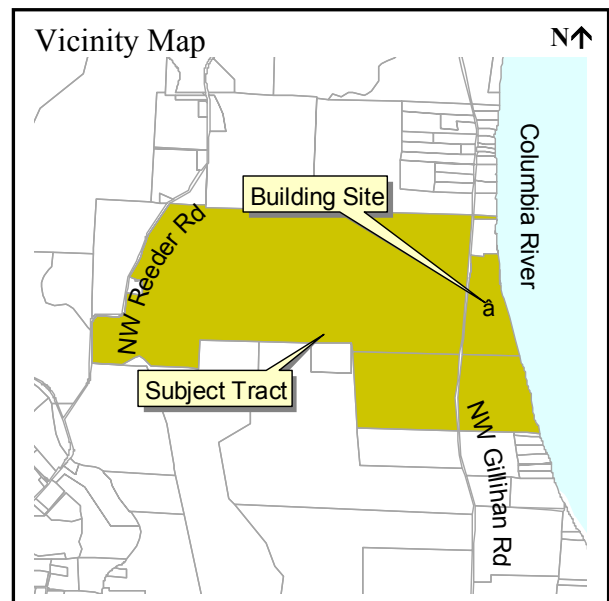 Vicinity Map
N
Columbia River
Building Site
NW Reeder Rd
Subject Tract
NW Gillihan Rd